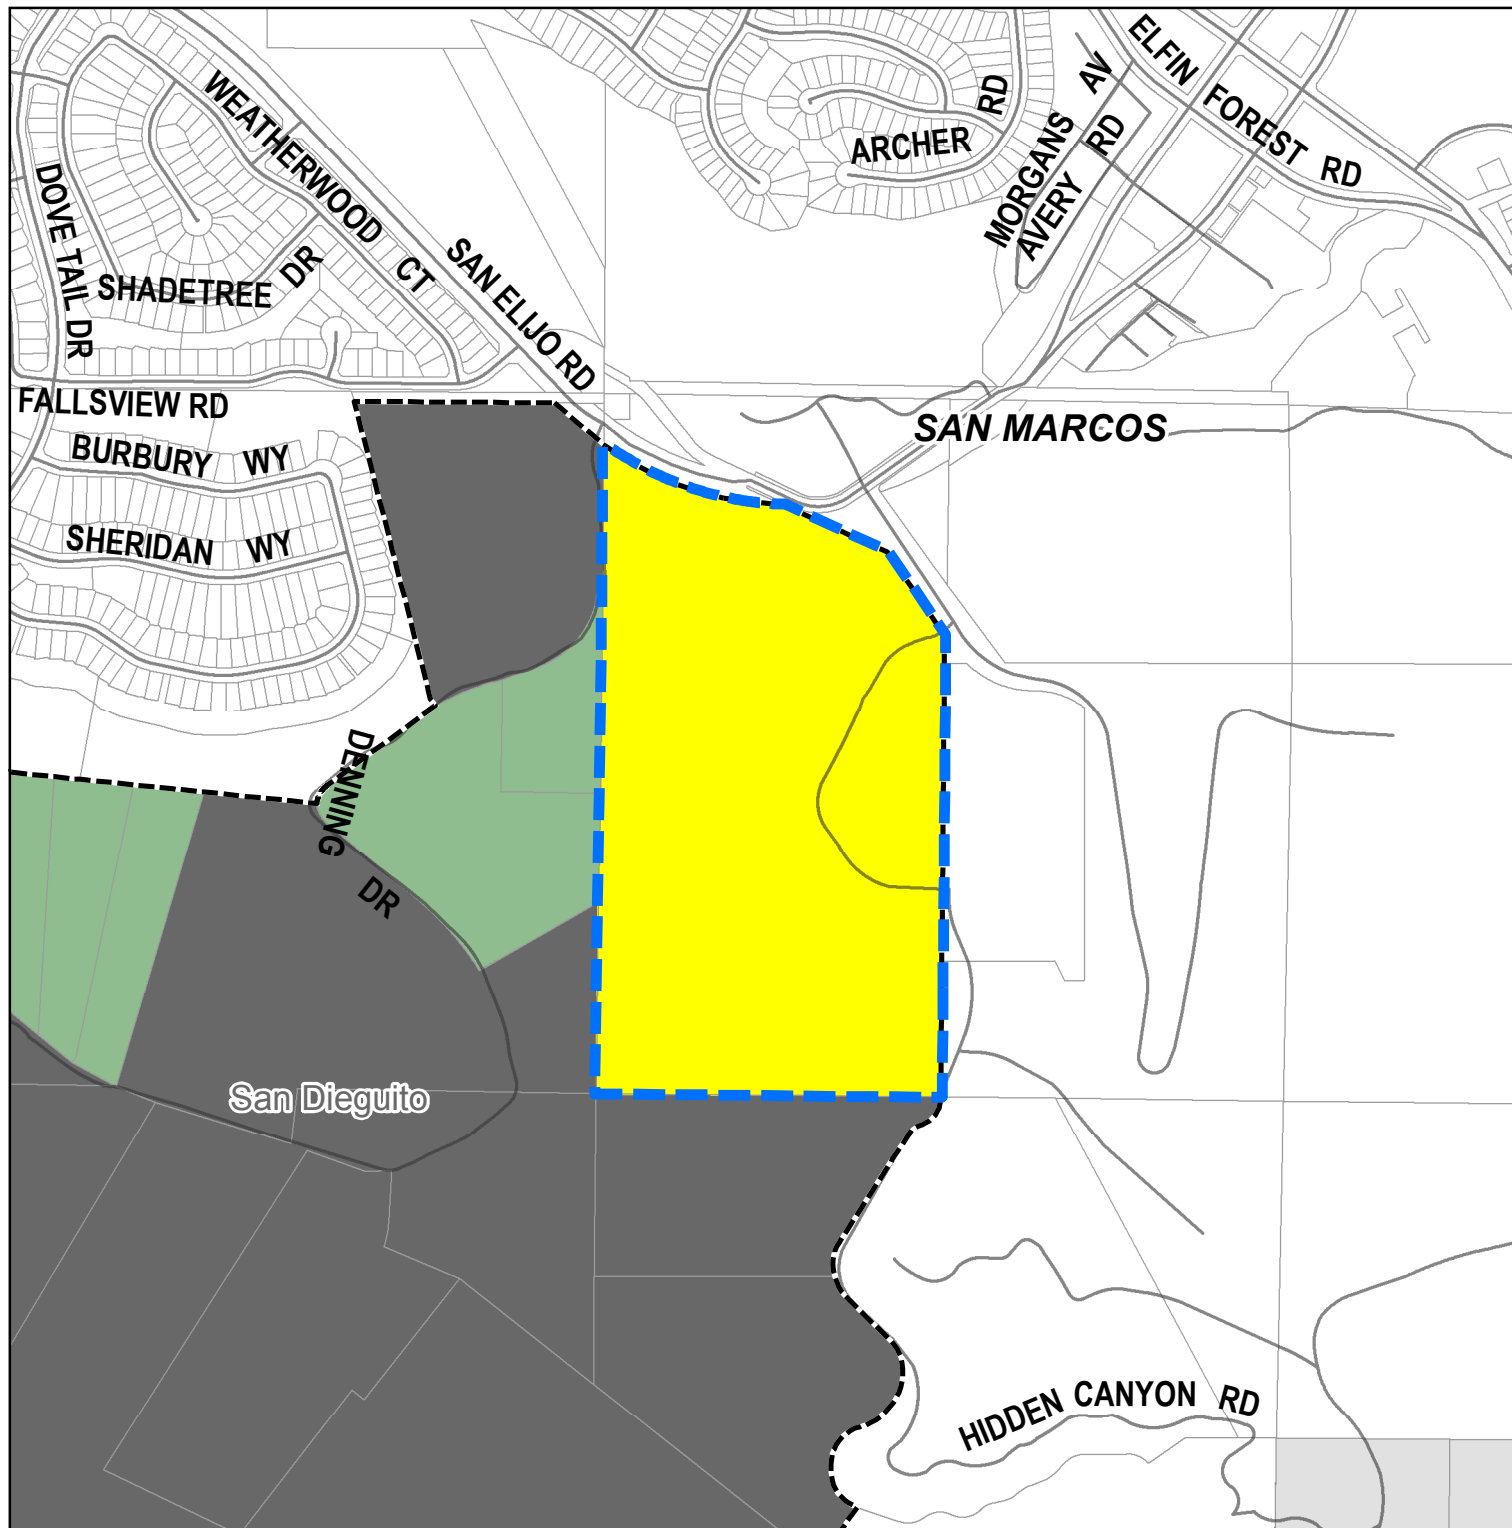 ELFIN FOREST RD
MORGANS AV
AVERY RD
ARCHER RD
WEATHERWOOD CT
DOVE TAIL DR
SHADETREE DR
SAN ELIJO RD
FALLSVIEW RD
SAN MARCOS
BURBURY WY
SHERIDAN WY
DENNING DR
San Dieguito
HIDDEN CANYON RD